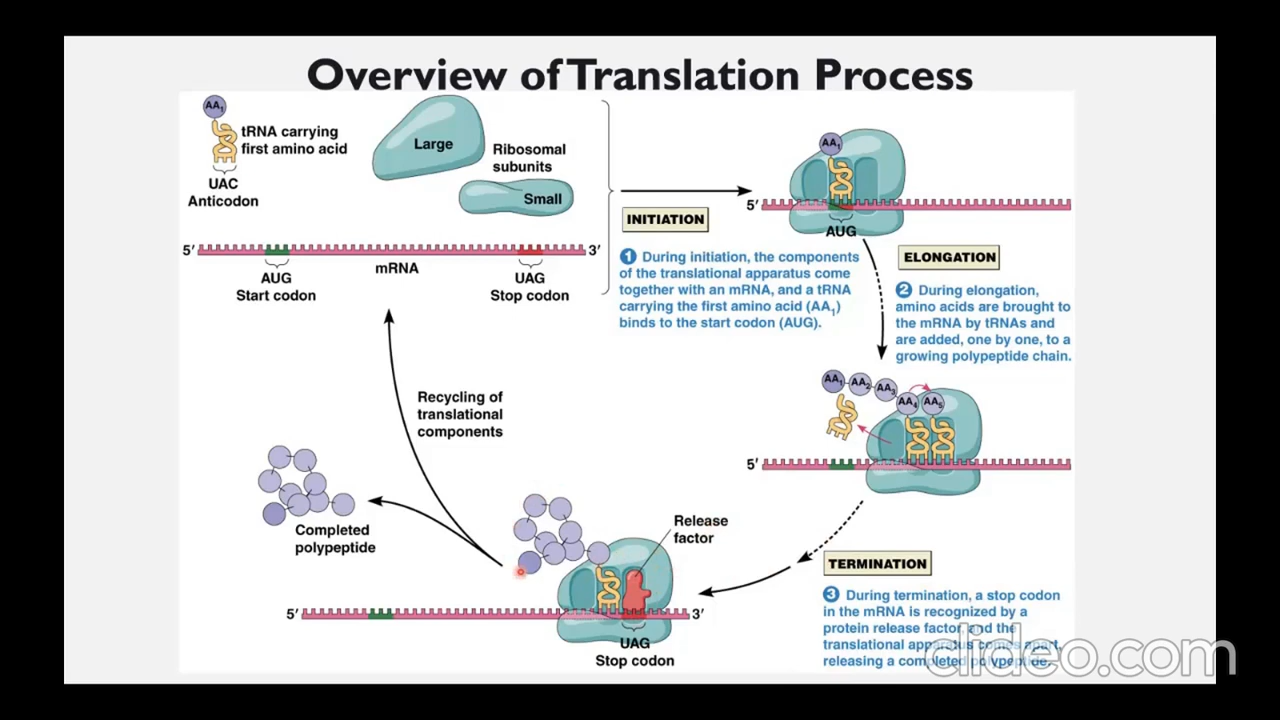 Overview of Translation Process
AA1
tRNA carrying
first amino acid
UAC
Anticodon
Large
Ribosomal
subunits
Small
5′
3′
AUG
Start codon
mRNA
UAG
Stop codon
INITIATION
1 During initiation, the components
of the translational apparatus come
together with an mRNA, and a tRNA
carrying the first amino acid (AA1)
binds to the start codon (AUG).
AA1
5′
AUG
ELONGATION
2 During elongation,
amino acids are brought to
the mRNA by tRNAs and
are added, one by one, to a
growing polypeptide chain.
AA1 AA2 AA3 AA4 AA5
5′
Recycling of
translational
components
Completed
polypeptide
Release
factor
5′
3′
UAG
Stop codon
TERMINATION
3 During termination, a stop codon
in the mRNA is recognized by a
protein release factor, and the
translational apparatus comes apart,
releasing a completed polypeptide.
clideo.com